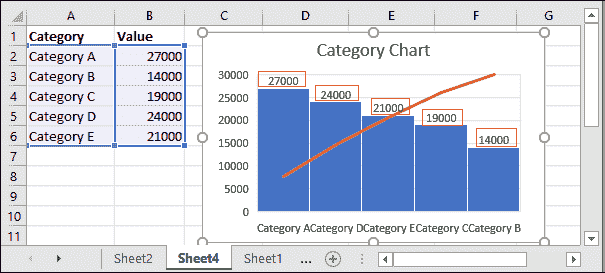 A B C D E F G
1 Category Value
2 Category A 27000
3 Category B 14000
4 Category C 19000
5 Category D 24000
6 Category E 21000
7
8
9
10
11
Category Chart
30000
25000
20000
15000
10000
5000
0
27000
24000
21000
19000
14000
Category A Category D Category E Category C Category B
Sheet2 Sheet4 Sheet1 ...